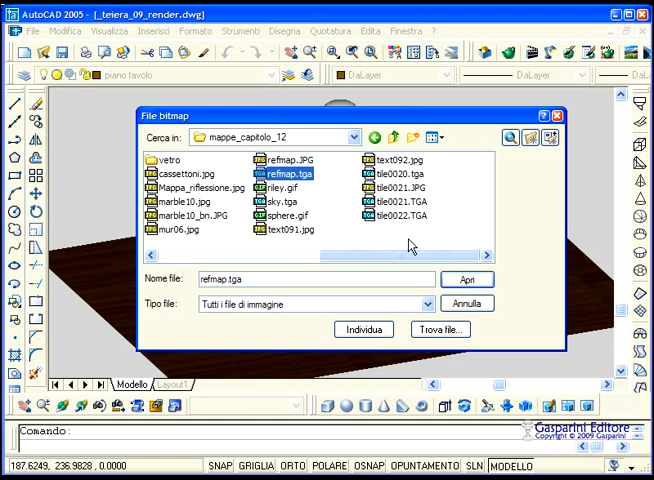 AutoCAD 2005 - [_teiera_09_render.dwg]
File Modifica Visualizza Inserisci Formato Strumenti Disegna Quotatura Edita Finestra ?
piano tavolo DaLayer DaLayer DaLa
File bitmap
Cerca in: mappe_capitolo_12
vetro refmap.JPG text092.jpg
cassettoni.jpg refmap.tga tile0020.tga
Mappa_riflessione.jpg riley.gif tile0021.JPG
marble10.jpg sky.tga tile0021.TGA
marble10_bn.JPG sphere.gif tile0022.TGA
mur06.jpg text091.jpg
Nome file: refmap.tga Apri
Tipo file: Tutti i file di immagine Annulla
Individua Trova file...
Modello Layout1
Comando:
Gasparini Editore
Copyright © 2009 Gasparini
187.6249, 236.9828, 0.0000 SNAP GRIGLIA ORTO POLARE OSNAP OPUNTAMENTO SLN MODELLO